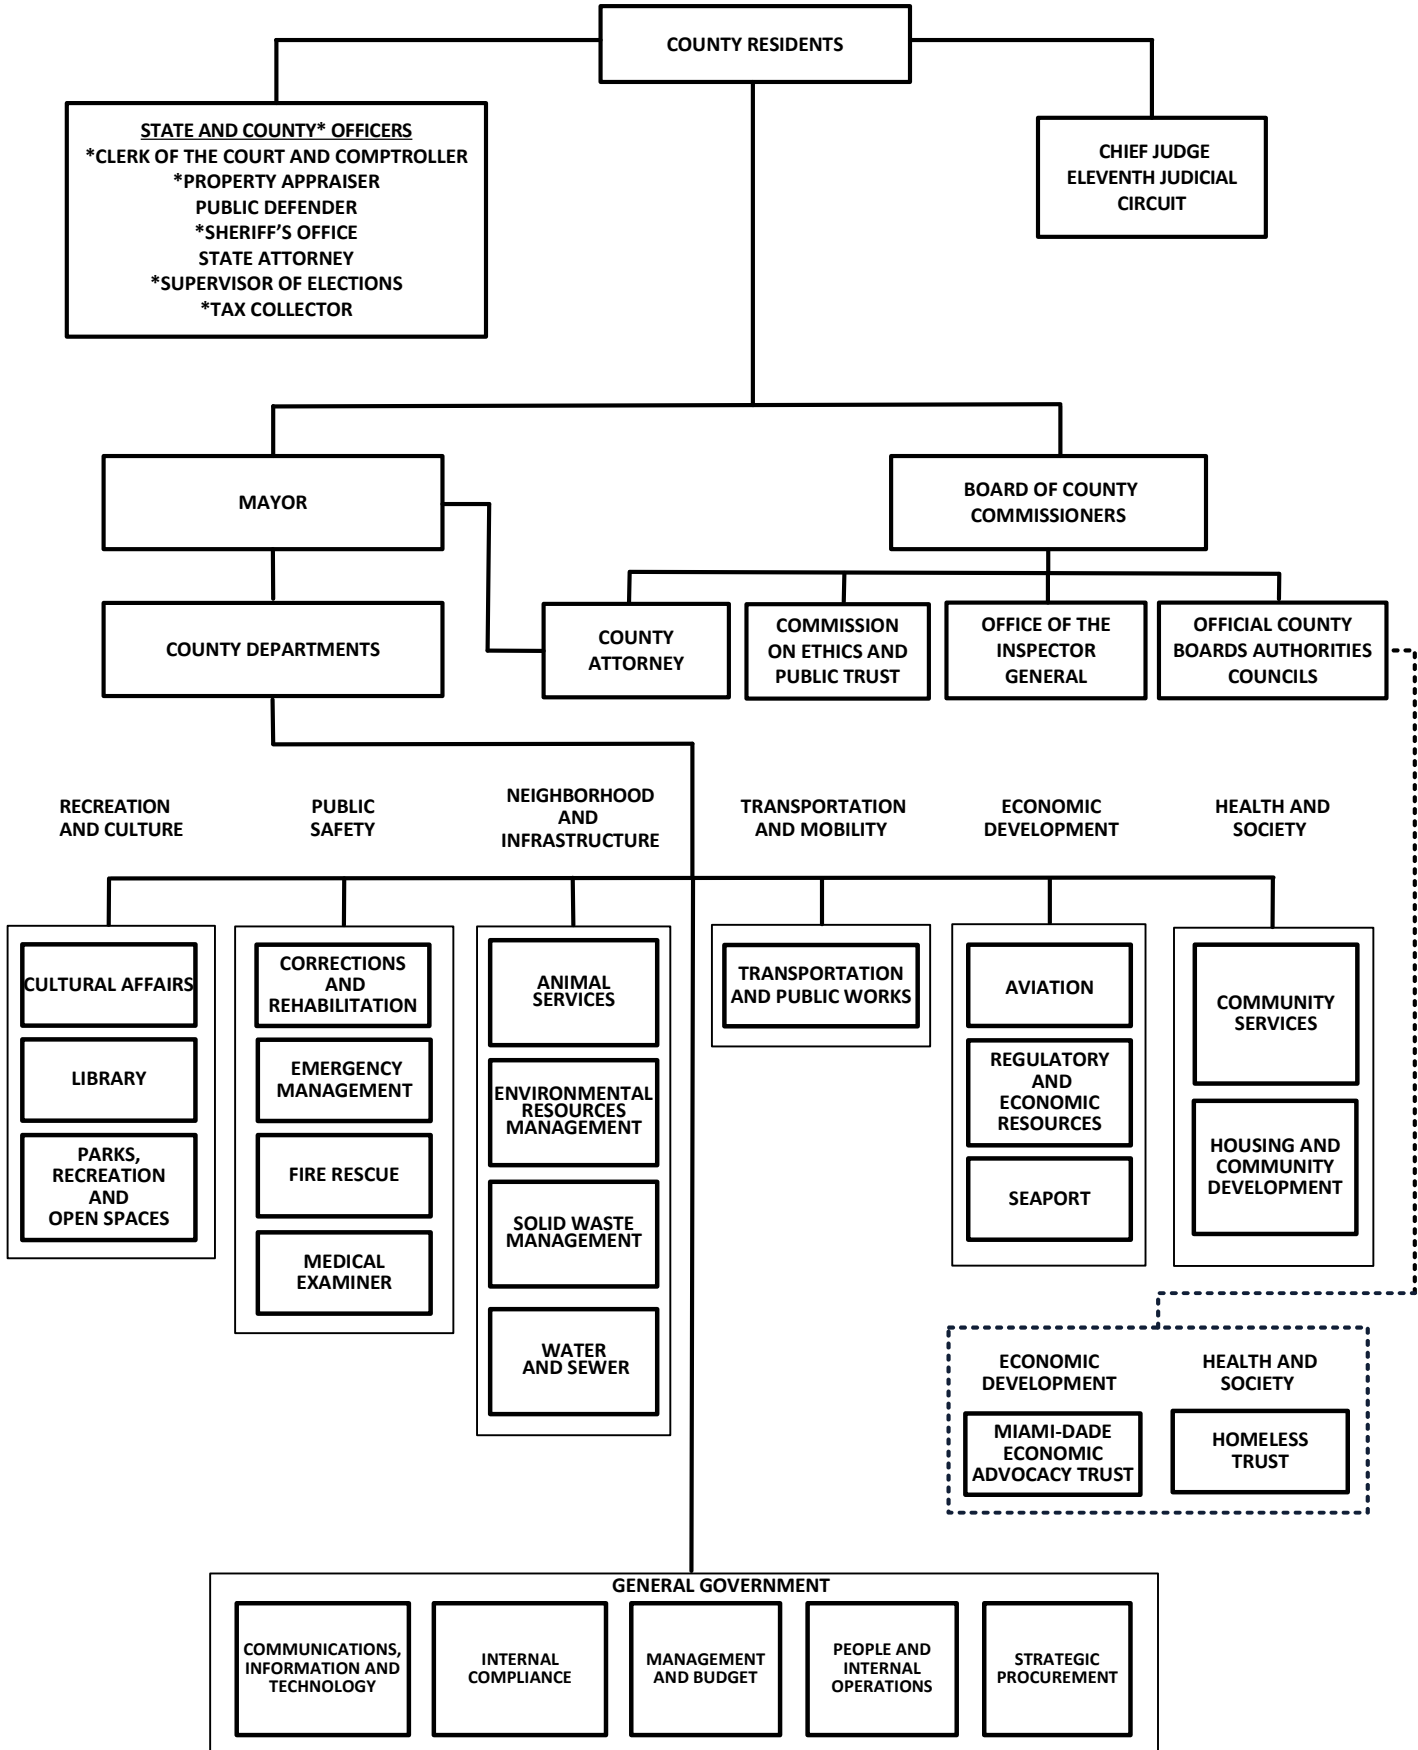 COUNTY RESIDENTS
STATE AND COUNTY* OFFICERS
*CLERK OF THE COURT AND COMPTROLLER
*PROPERTY APPRAISER
PUBLIC DEFENDER
*SHERIFF'S OFFICE
STATE ATTORNEY
*SUPERVISOR OF ELECTIONS
*TAX COLLECTOR
CHIEF JUDGE
ELEVENTH JUDICIAL
CIRCUIT
MAYOR
BOARD OF COUNTY
COMMISSIONERS
COUNTY DEPARTMENTS
COUNTY
ATTORNEY
COMMISSION
ON ETHICS AND
PUBLIC TRUST
OFFICE OF THE
INSPECTOR
GENERAL
OFFICIAL COUNTY
BOARDS AUTHORITIES
COUNCILS
RECREATION
AND CULTURE
PUBLIC
SAFETY
NEIGHBORHOOD
AND
INFRASTRUCTURE
TRANSPORTATION
AND MOBILITY
ECONOMIC
DEVELOPMENT
HEALTH AND
SOCIETY
CULTURAL AFFAIRS
LIBRARY
PARKS,
RECREATION
AND
OPEN SPACES
CORRECTIONS
AND
REHABILITATION
EMERGENCY
MANAGEMENT
FIRE RESCUE
MEDICAL
EXAMINER
ANIMAL
SERVICES
ENVIRONMENTAL
RESOURCES
MANAGEMENT
SOLID WASTE
MANAGEMENT
WATER
AND SEWER
TRANSPORTATION
AND PUBLIC WORKS
AVIATION
REGULATORY
AND
ECONOMIC
RESOURCES
SEAPORT
COMMUNITY
SERVICES
HOUSING AND
COMMUNITY
DEVELOPMENT
ECONOMIC
DEVELOPMENT
MIAMI-DADE
ECONOMIC
ADVOCACY TRUST
HEALTH AND
SOCIETY
HOMELESS
TRUST
GENERAL GOVERNMENT
COMMUNICATIONS,
INFORMATION AND
TECHNOLOGY
INTERNAL
COMPLIANCE
MANAGEMENT
AND BUDGET
PEOPLE AND
INTERNAL
OPERATIONS
STRATEGIC
PROCUREMENT